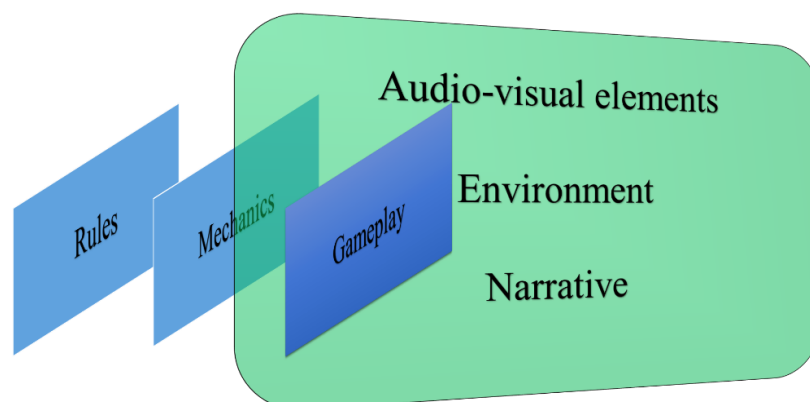 Audio-visual elements
Environment
Narrative
Rules
Mechanics
Gameplay